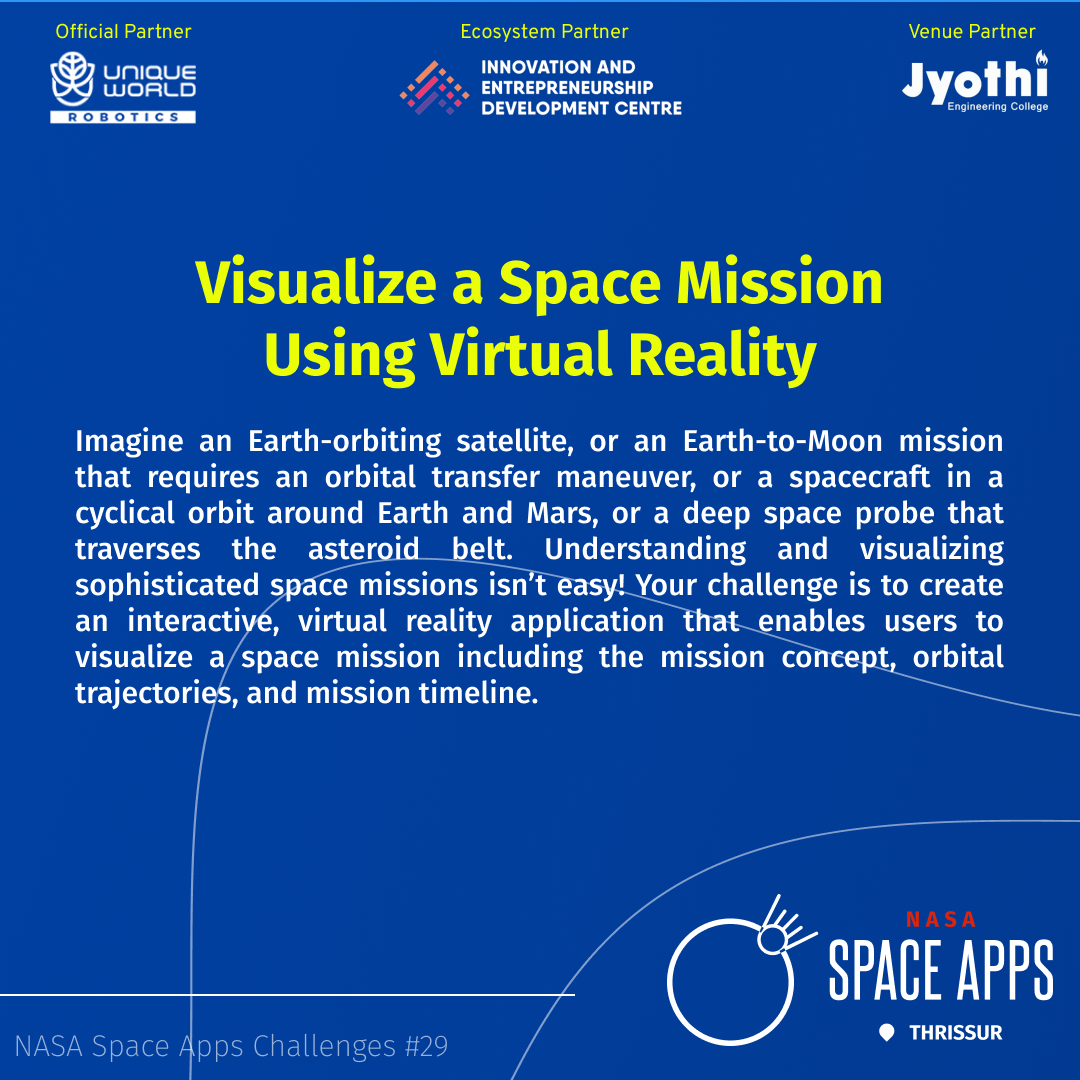 Official Partner
UNIQUE
WORLD
ROBOTICS
Ecosystem Partner
INNOVATION AND
ENTREPRENEURSHIP
DEVELOPMENT CENTRE
Venue Partner
Jyothi
Engineering College
Visualize a Space Mission
Using Virtual Reality
Imagine an Earth-orbiting satellite, or an Earth-to-Moon mission
that requires an orbital transfer maneuver, or a spacecraft in a
cyclical orbit around Earth and Mars, or a deep space probe that
traverses the asteroid belt. Understanding and visualizing
sophisticated space missions isn’t easy! Your challenge is to create
an interactive, virtual reality application that enables users to
visualize a space mission including the mission concept, orbital
trajectories, and mission timeline.
NASA
SPACE APPS
THRISSUR
NASA Space Apps Challenges #29